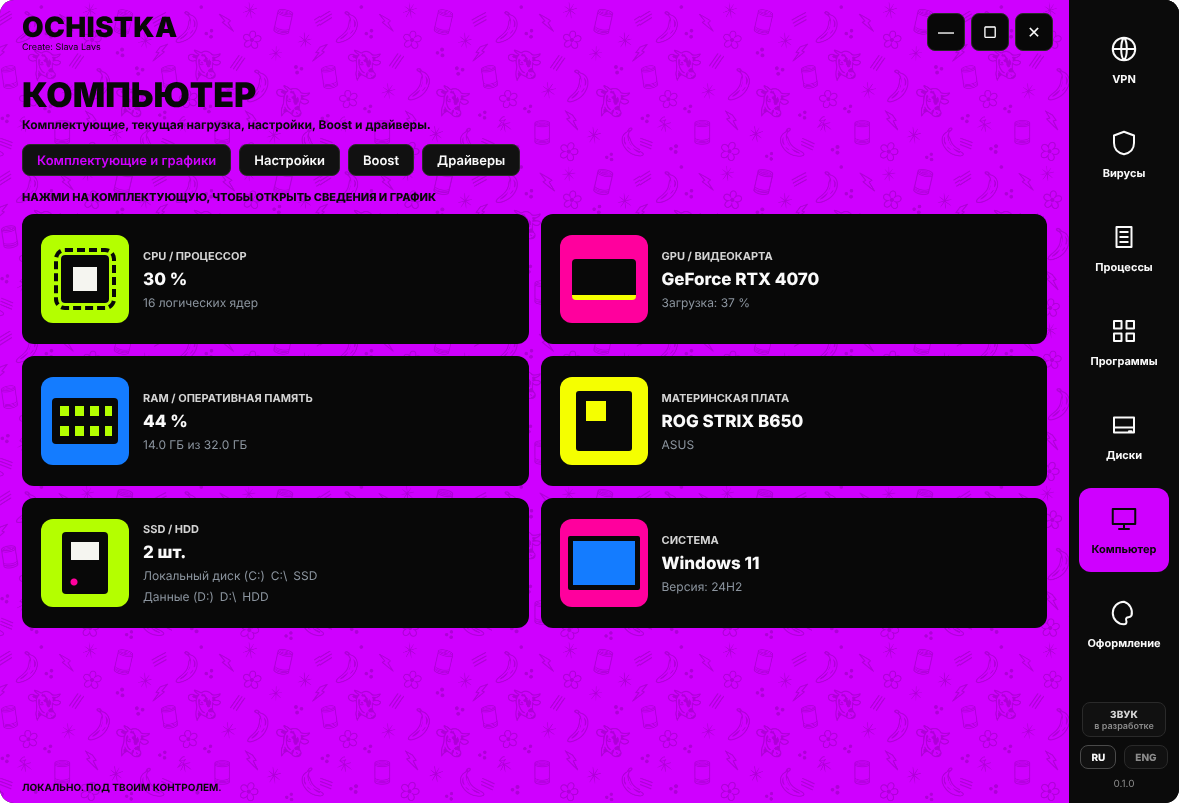 OCHISTKA
Create: Slava Lavs
КОМПЬЮТЕР
Комплектующие, текущая нагрузка, настройки, Boost и драйверы.
Комплектующие и графики
Настройки
Boost
Драйверы
НАЖМИ НА КОМПЛЕКТУЮЩУЮ, ЧТОБЫ ОТКРЫТЬ СВЕДЕНИЯ И ГРАФИК
CPU / ПРОЦЕССОР
30 %
16 логических ядер
GPU / ВИДЕОКАРТА
GeForce RTX 4070
Загрузка: 37 %
RAM / ОПЕРАТИВНАЯ ПАМЯТЬ
44 %
14.0 ГБ из 32.0 ГБ
МАТЕРИНСКАЯ ПЛАТА
ROG STRIX B650
ASUS
SSD / HDD
2 шт.
Локальный диск (C:) C:\ SSD
Данные (D:) D:\ HDD
СИСТЕМА
Windows 11
Версия: 24H2
ЛОКАЛЬНО. ПОД ТВОИМ КОНТРОЛЕМ.
VPN
Вирусы
Процессы
Программы
Диски
Компьютер
Оформление
ЗВУК
в разработке
RU
ENG
0.1.0